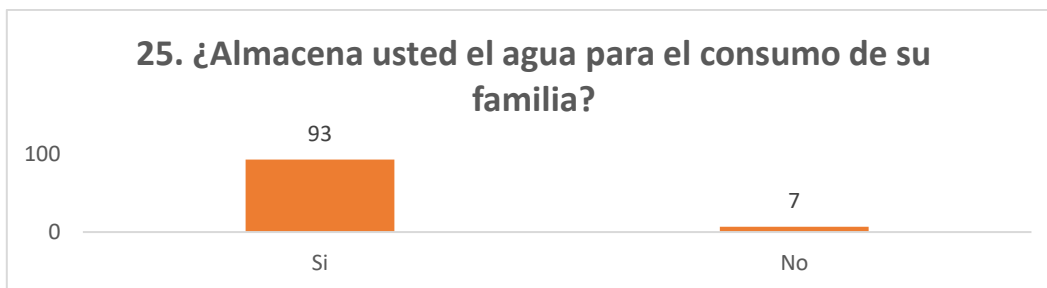 25. ¿Almacena usted el agua para el consumo de su
familia?
93
100
7
0
Si
No